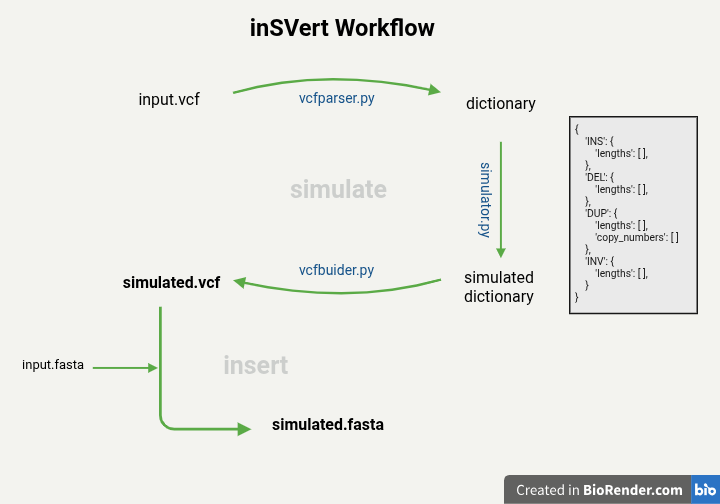 inSVert Workflow
input.vcf
vcfparser.py
dictionary
{
'INS': {
'lengths': [ ],
},
'DEL': {
'lengths': [ ],
},
'DUP': {
'lengths': [ ],
'copy_numbers': [ ]
},
'INV': {
'lengths': [ ],
}
}
simulate
simulator.py
simulated.vcf
vcfbuider.py
simulated
dictionary
input.fasta
insert
simulated.fasta
Created in BioRender.com bio